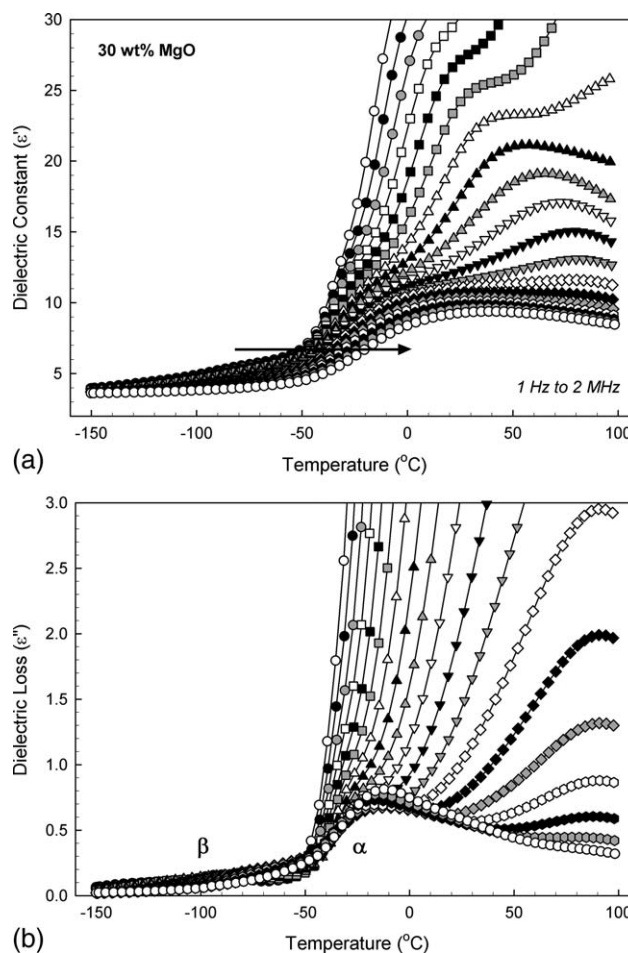 (a)
30 wt% MgO
Dielectric Constant (ε')
30
25
20
15
10
5
1 Hz to 2 MHz
-150 -100 -50 0 50 100
Temperature (°C)
(b)
Dielectric Loss (ε")
3.0
2.5
2.0
1.5
1.0
0.5
0.0
β
α
-150 -100 -50 0 50 100
Temperature (°C)